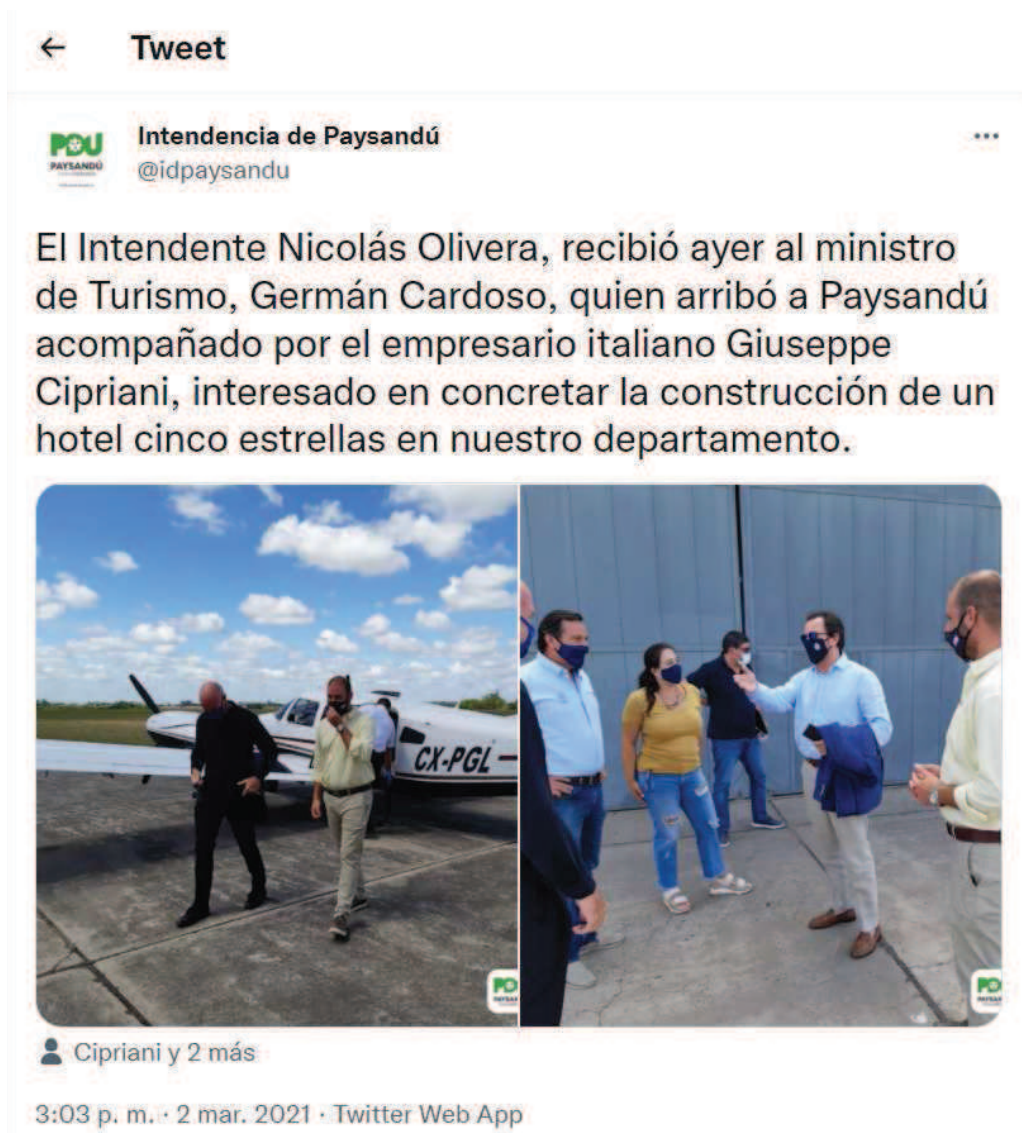 Tweet
PDU
PAYSANDÚ
Intendencia de Paysandú
@idpaysandu
El Intendente Nicolás Olivera, recibió ayer al ministro
de Turismo, Germán Cardoso, quien arribó a Paysandú
acompañado por el empresario italiano Giuseppe
Cipriani, interesado en concretar la construcción de un
hotel cinco estrellas en nuestro departamento.
CX-PGL
Cipriani y 2 más
3:03 p. m. · 2 mar. 2021 · Twitter Web App